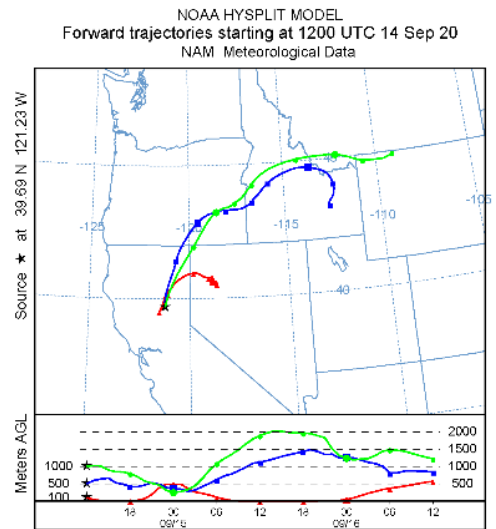 NOAA HYSPLIT MODEL
Forward trajectories starting at 1200 UTC 14 Sep 20
NAM Meteorological Data
Source ★ at 39.69 N 121.23 W
45
-105
-125
-120
-115
-110
40
Meters AGL
2000
1500
1000 1000
500 500
100
18 00 06 12 18 00 06 12
09/15 09/16